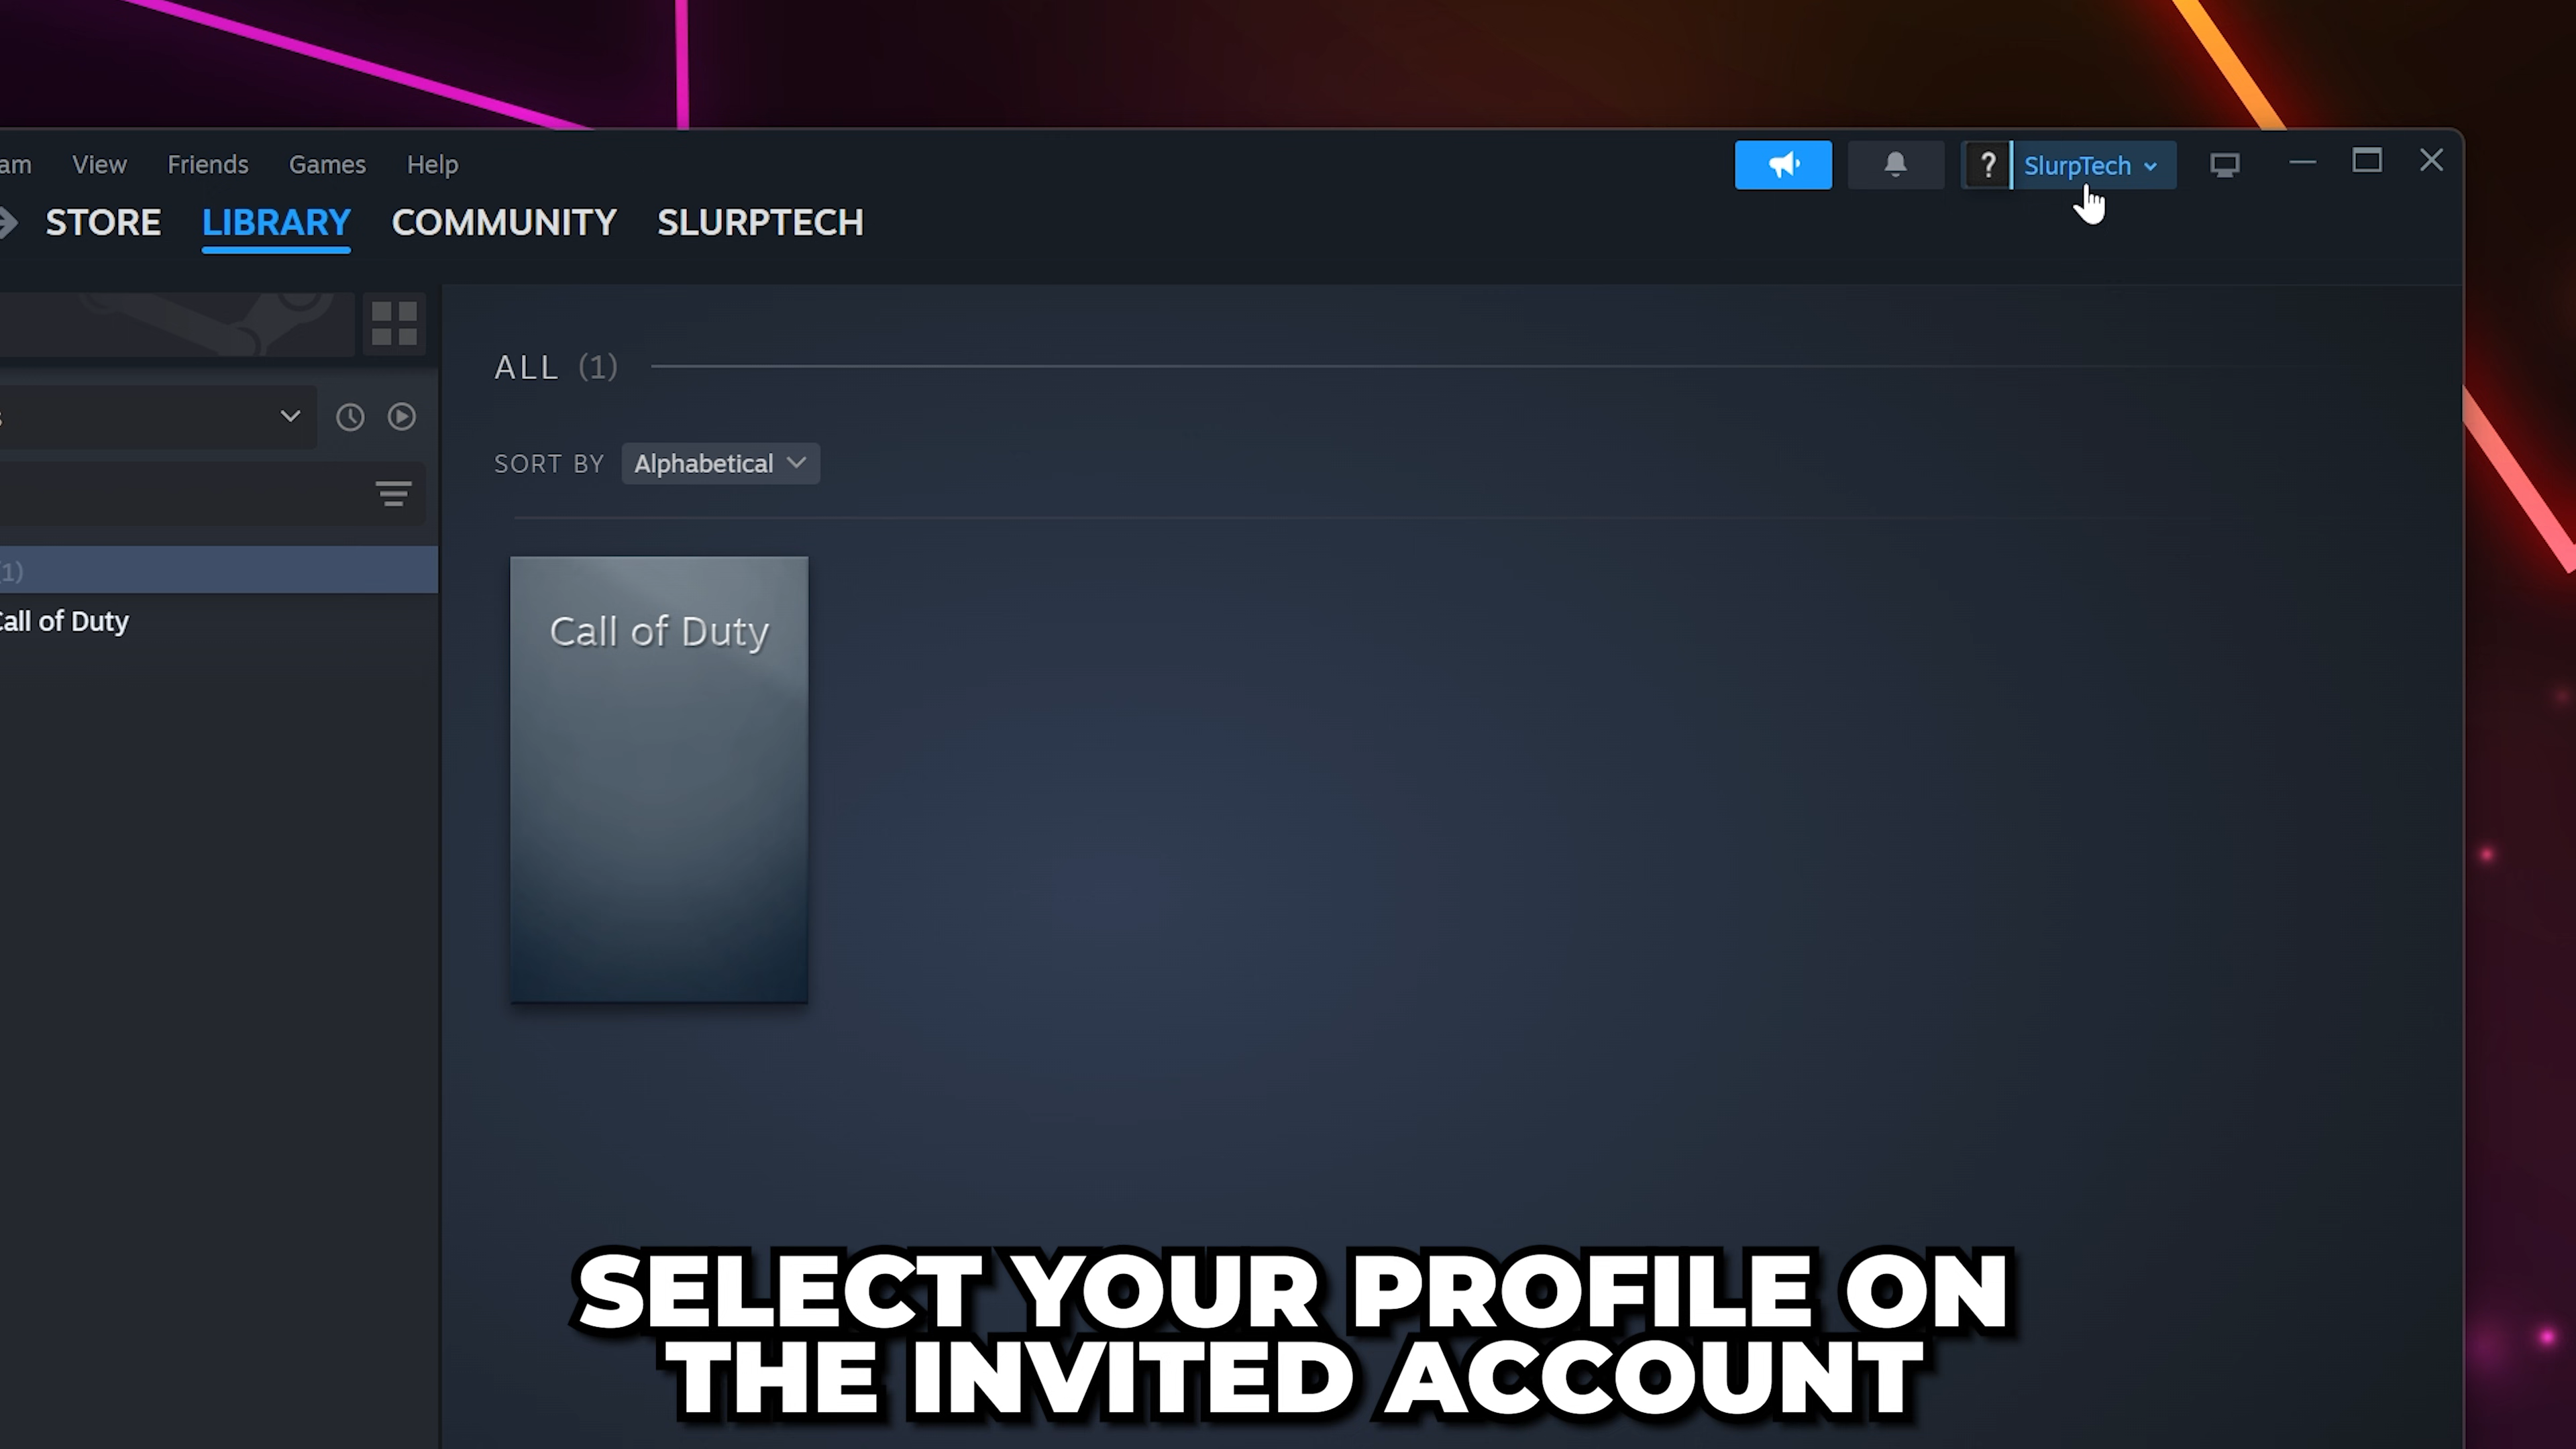 am View Friends Games Help
? SlurpTech
STORE LIBRARY COMMUNITY SLURPTECH
ALL (1)
s
SORT BY Alphabetical
(1)
Call of Duty
Call of Duty
SELECT YOUR PROFILE ON
THE INVITED ACCOUNT